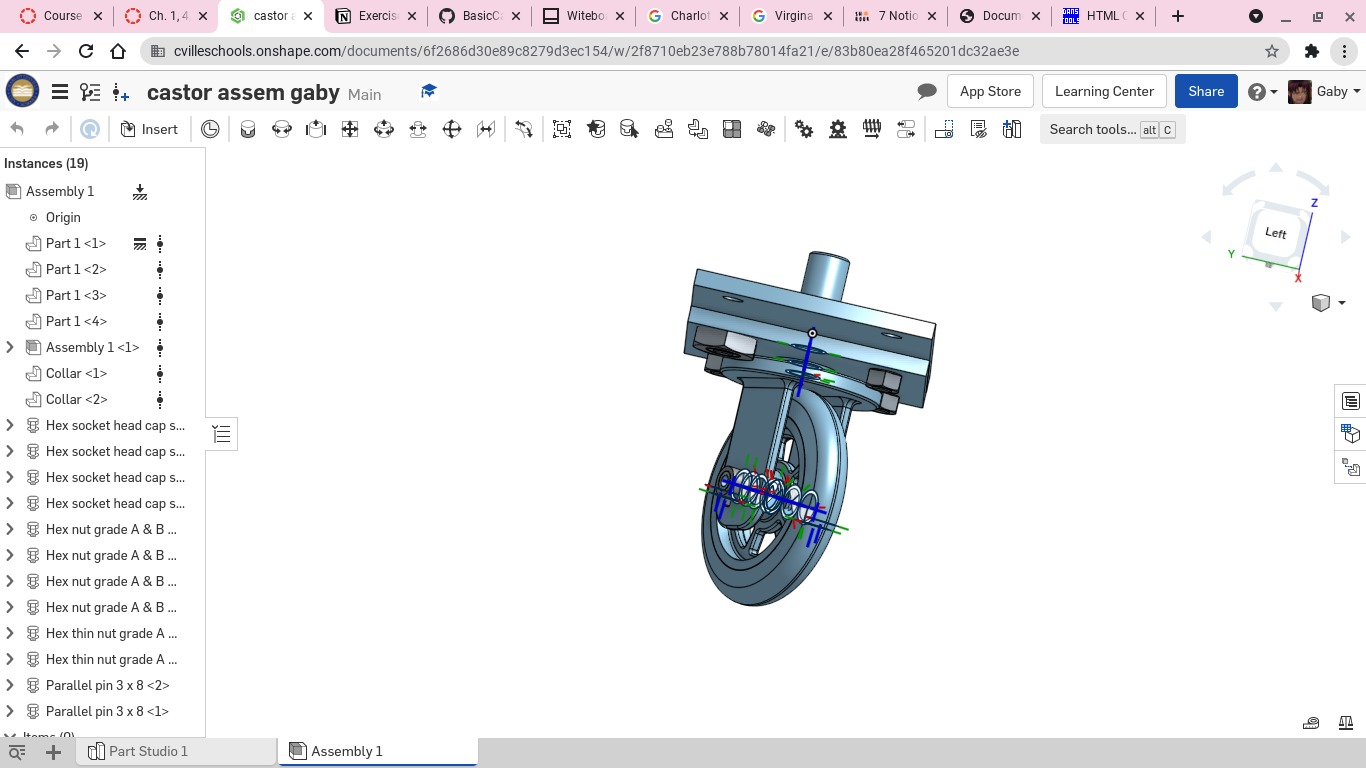 Course
Ch. 1, 4
castor a
Exercis
BasicC
Witebo
Charlot
Virgina
7 Notio
Docum
HTML C
cvilleschools.onshape.com/documents/6f2686d30e89c8279d3ec154/w/2f8710eb23e788b78014fa21/e/83b80ea28f465201dc32ae3e
castor assem gaby Main
App Store
Learning Center
Share
Gaby
Insert
Search tools... alt C
Instances (19)
Assembly 1
Origin
Part 1 <1>
Part 1 <2>
Part 1 <3>
Part 1 <4>
Assembly 1 <1>
Collar <1>
Collar <2>
Hex socket head cap s...
Hex socket head cap s...
Hex socket head cap s...
Hex socket head cap s...
Hex nut grade A & B ...
Hex nut grade A & B ...
Hex nut grade A & B ...
Hex nut grade A & B ...
Hex thin nut grade A ...
Hex thin nut grade A ...
Parallel pin 3 x 8 <2>
Parallel pin 3 x 8 <1>
Items (0)
Z
Left
Y
X
Part Studio 1
Assembly 1